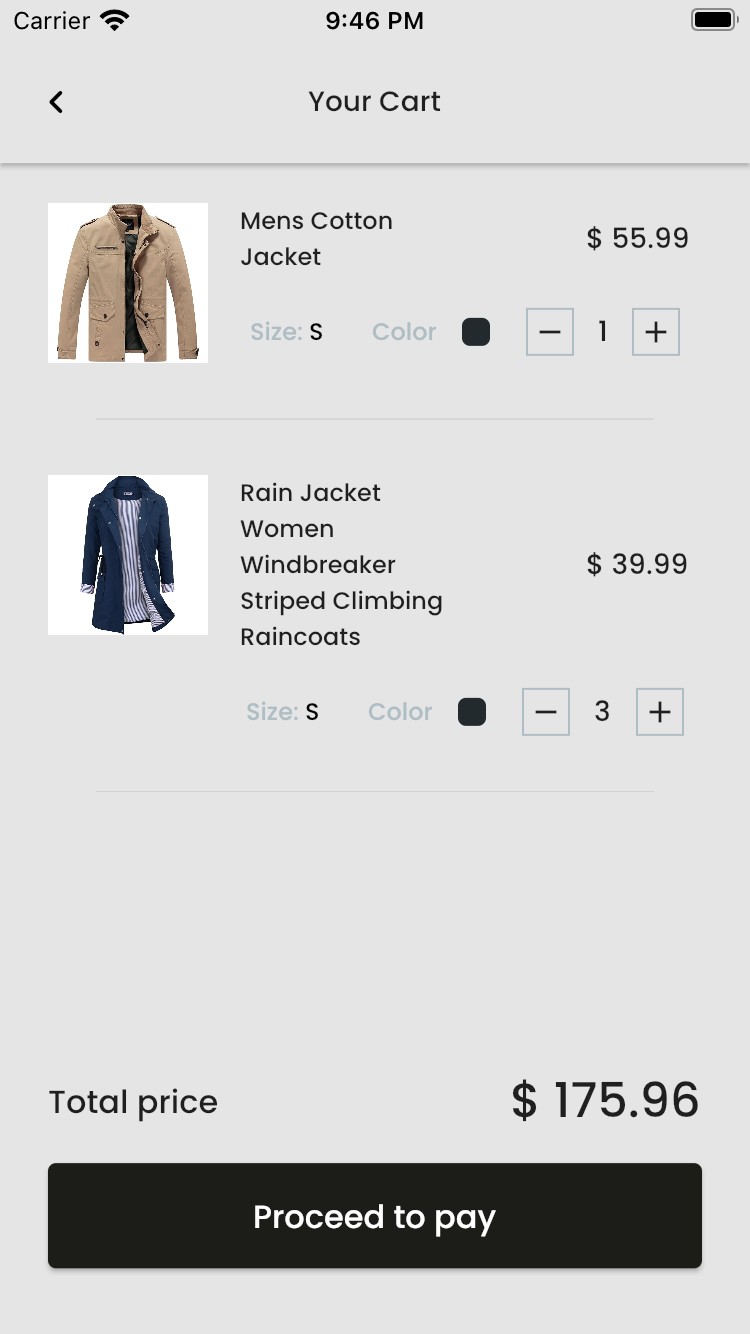 Carrier 9:46 PM
Your Cart
Mens Cotton
Jacket
$ 55.99
Size: S Color 1
Rain Jacket
Women
Windbreaker
Striped Climbing
Raincoats
$ 39.99
Size: S Color 3
Total price $ 175.96
Proceed to pay